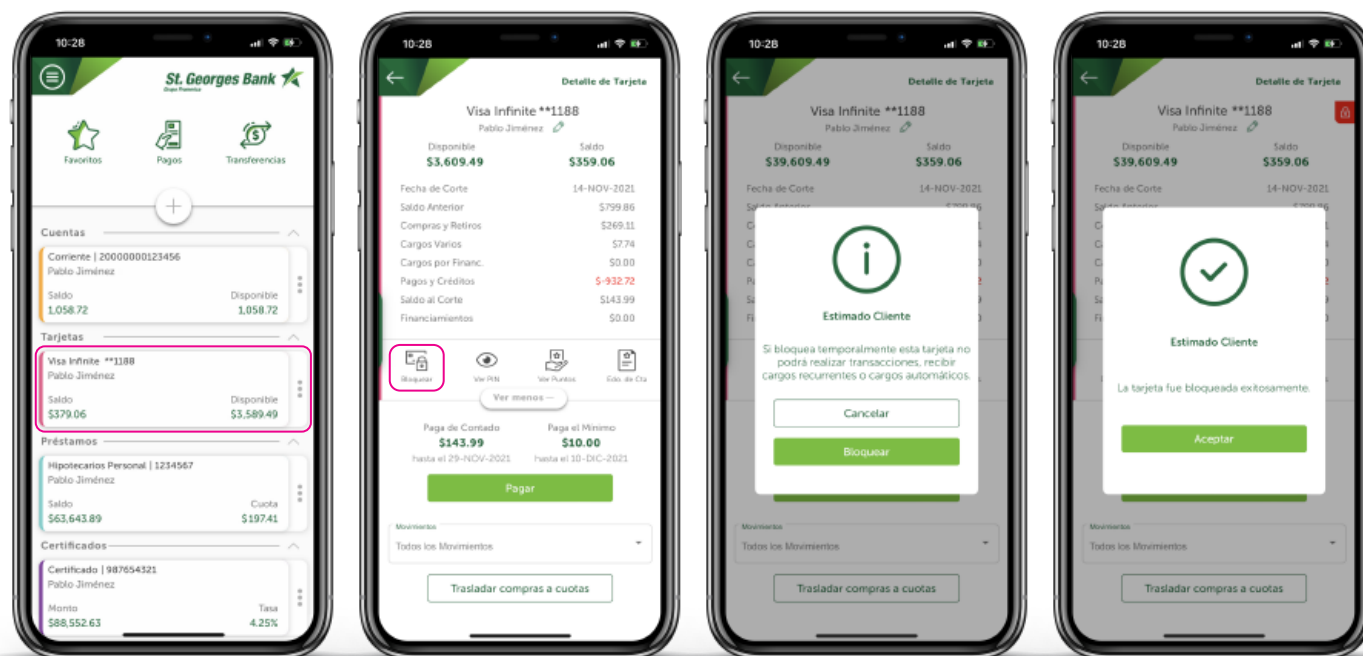 10:28
St. Georges Bank
Grupo Promerica
Favoritos Pagos Transferencias
+
Cuentas
Corriente | 20000000123456
Pablo Jiménez
Saldo Disponible
1,058.72 1,058.72
Tarjetas
Visa Infinite **1188
Pablo Jiménez
Saldo Disponible
$379.06 $3,589.49
Préstamos
Hipotecarios Personal | 1234567
Pablo Jiménez
Saldo Cuota
$63,643.89 $197.41
Certificados
Certificado | 987654321
Pablo Jiménez
Monto Tasa
$88,552.63 4.25%
10:28
Detalle de Tarjeta
Visa Infinite **1188
Pablo Jiménez
Disponible Saldo
$3,609.49 $359.06
Fecha de Corte 14-NOV-2021
Saldo Anterior $799.86
Compras y Retiros $269.11
Cargos Varios $7.74
Cargos por Financ. $0.00
Pagos y Créditos $-932.72
Saldo al Corte $143.99
Financiamientos $0.00
Bloquear Ver PIN Ver Puntos Edo. de Cta
Ver menos —
Paga de Contado Paga el Mínimo
$143.99 $10.00
hasta el 29-NOV-2021 hasta el 10-DIC-2021
Pagar
Movimientos
Todos los Movimientos
Trasladar compras a cuotas
10:28
Detalle de Tarjeta
Visa Infinite **1188
Pablo Jiménez
Disponible Saldo
$39,609.49 $359.06
Fecha de Corte 14-NOV-2021
Estimado Cliente
Si bloquea temporalmente esta tarjeta no
podrá realizar transacciones, recibir
cargos recurrentes o cargos automáticos.
Cancelar
Bloquear
Movimientos
Todos los Movimientos
Trasladar compras a cuotas
10:28
Detalle de Tarjeta
Visa Infinite **1188
Pablo Jiménez
Disponible Saldo
$39,609.49 $359.06
Fecha de Corte 14-NOV-2021
Estimado Cliente
La tarjeta fue bloqueada exitosamente.
Aceptar
Movimientos
Todos los Movimientos
Trasladar compras a cuotas